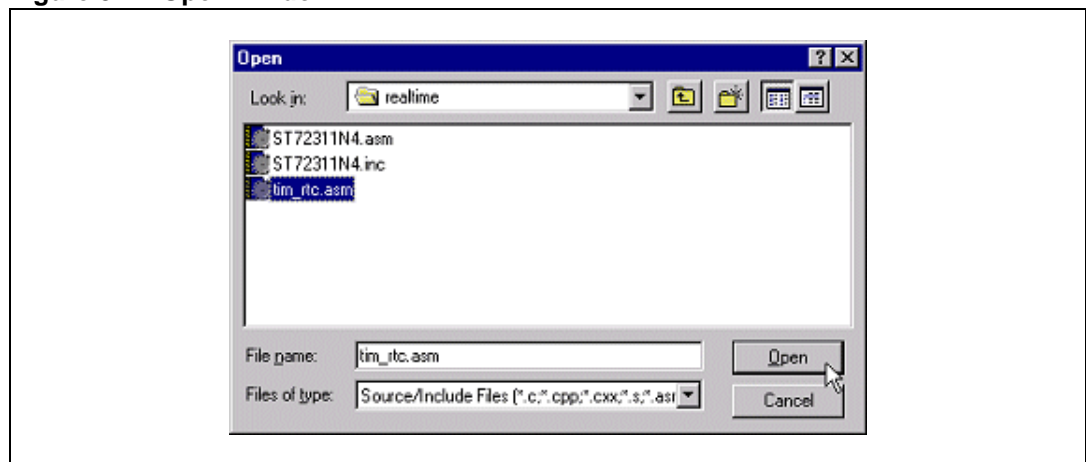 Open
Look in:
realtime
ST72311N4.asm
ST72311N4.inc
tim_rtc.asm
File name:
tim_rtc.asm
Open
Files of type:
Source/Include Files (*.c;*.cpp;*.cxx;*.s;*.asr
Cancel